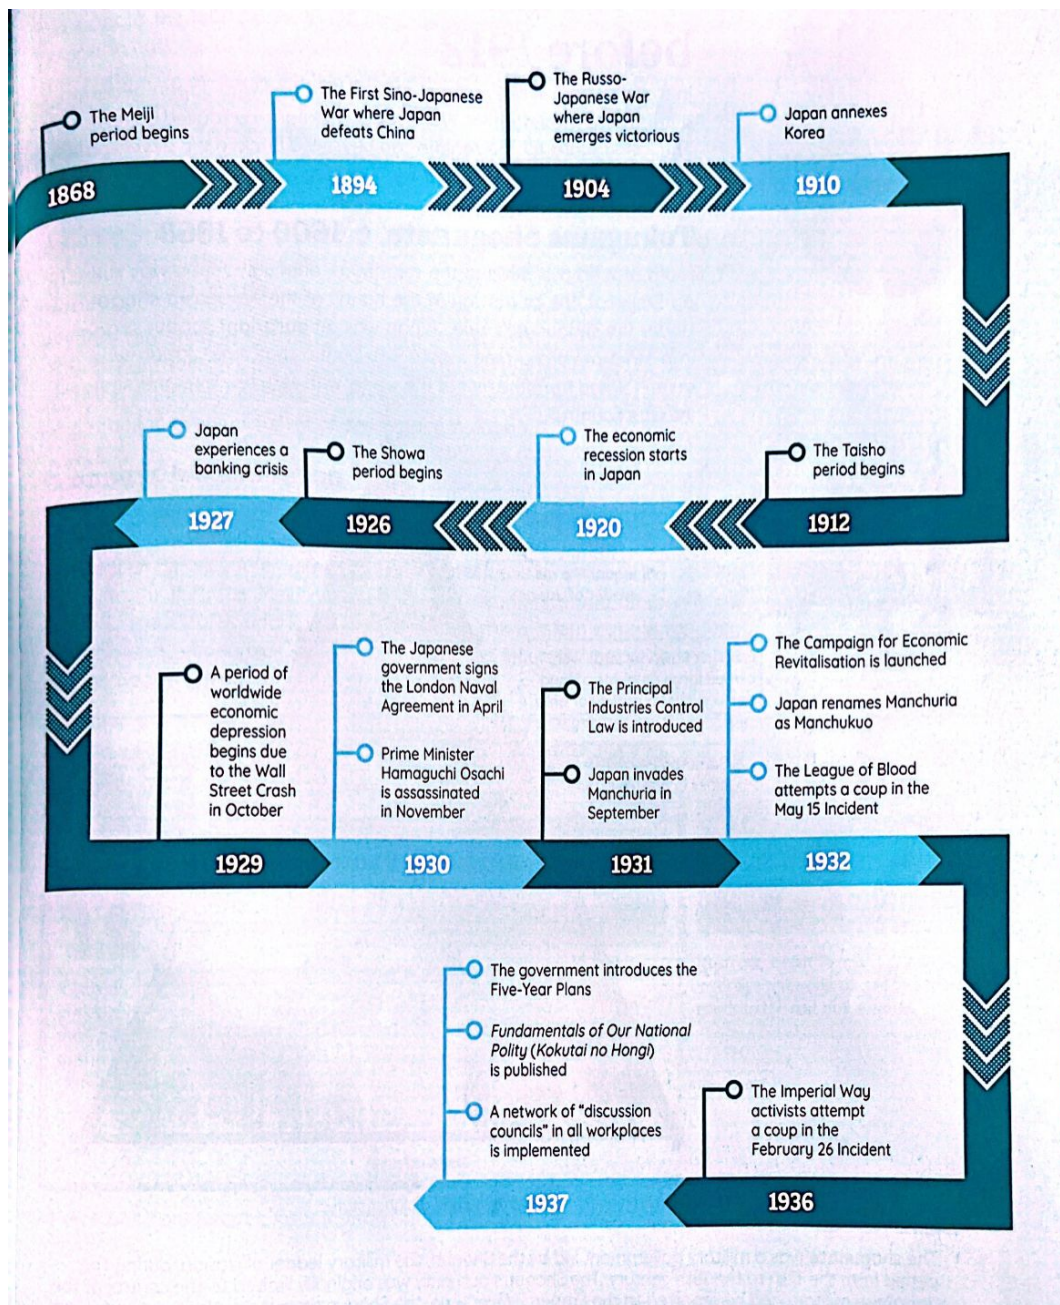 The Meiji
period begins
1868
The First Sino-Japanese
War where Japan
defeats China
1894
The Russo-
Japanese War
where Japan
emerges victorious
1904
Japan annexes
Korea
1910
The Taisho
period begins
1912
The economic
recession starts
in Japan
1920
The Showa
period begins
1926
Japan
experiences a
banking crisis
1927
A period of
worldwide
economic
depression
begins due
to the Wall
Street Crash
in October
1929
The Japanese
government signs
the London Naval
Agreement in April
Prime Minister
Hamaguchi Osachi
is assassinated
in November
1930
The Principal
Industries Control
Law is introduced
Japan invades
Manchuria in
September
1931
The Campaign for Economic
Revitalisation is launched
Japan renames Manchuria
as Manchukuo
The League of Blood
attempts a coup in the
May 15 Incident
1932
The Imperial Way
activists attempt
a coup in the
February 26 Incident
1936
The government introduces the
Five-Year Plans
Fundamentals of Our National
Polity (Kokutai no Hongi)
is published
A network of “discussion
councils” in all workplaces
is implemented
1937